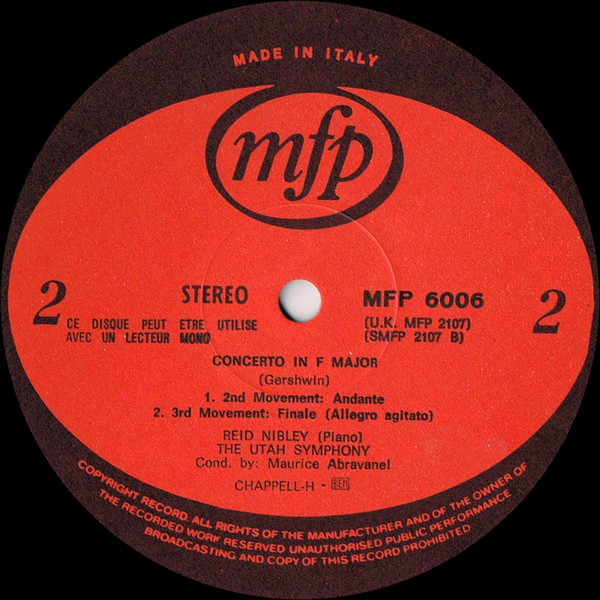 MADE IN ITALY
mfp
2
STEREO
MFP 6006
2
CE DISQUE PEUT ETRE UTILISE
AVEC UN LECTEUR MONO
(U.K. MFP 2107)
(SMFP 2107 B)
CONCERTO IN F MAJOR
(Gershwin)
1. 2nd Movement: Andante
2. 3rd Movement: Finale (Allegro agitato)
REID NIBLEY (Piano)
THE UTAH SYMPHONY
Cond. by: Maurice Abravanel
CHAPPELL-H - BEH
COPYRIGHT RECORD. ALL RIGHTS OF THE MANUFACTURER AND OF THE OWNER OF
THE RECORDED WORK RESERVED UNAUTHORISED PUBLIC PERFORMANCE
BROADCASTING AND COPY OF THIS RECORD PROHIBITED